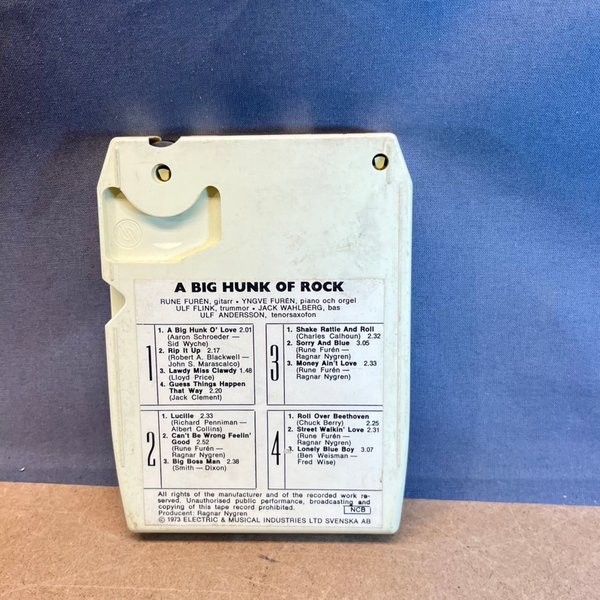 A BIG HUNK OF ROCK
RUNE FURÉN, gitarr • YNGVE FURÉN, piano och orgel
ULF FLINK, trummor • JACK WAHLBERG, bas
ULF ANDERSSON, tenorsaxofon
1
1. A Big Hunk O' Love 2.01
(Aaron Schroeder —
Sid Wyche)
2. Rip It Up 2.17
(Robert A. Blackwell —
John S. Marascalco)
3. Lawdy Miss Clawdy 1.48
(Lloyd Price)
4. Guess Things Happen
That Way 2.20
(Jack Clement)
2
1. Lucille 2.33
(Richard Penniman —
Albert Collins)
2. Can't Be Wrong Feelin'
Good 2.52
(Rune Furén —
Ragnar Nygren)
3. Big Boss Man 2.38
(Smith — Dixon)
3
1. Shake Rattle And Roll
(Charles Calhoun) 2.32
2. Sorry And Blue 3.05
(Rune Furén —
Ragnar Nygren)
3. Money Ain't Love 2.33
(Rune Furén —
Ragnar Nygren)
4
1. Roll Over Beethoven
(Chuck Berry) 2.25
2. Street Walkin' Love 2.31
(Rune Furén —
Ragnar Nygren)
3. Lonely Blue Boy 3.07
(Ben Weisman —
Fred Wise)
All rights of the manufacturer and of the recorded work re-
served. Unauthorised public performance, broadcasting and
copying of this tape record prohibited.
NCB
Producent: Ragnar Nygren
© 1973 ELECTRIC & MUSICAL INDUSTRIES LTD SVENSKA AB